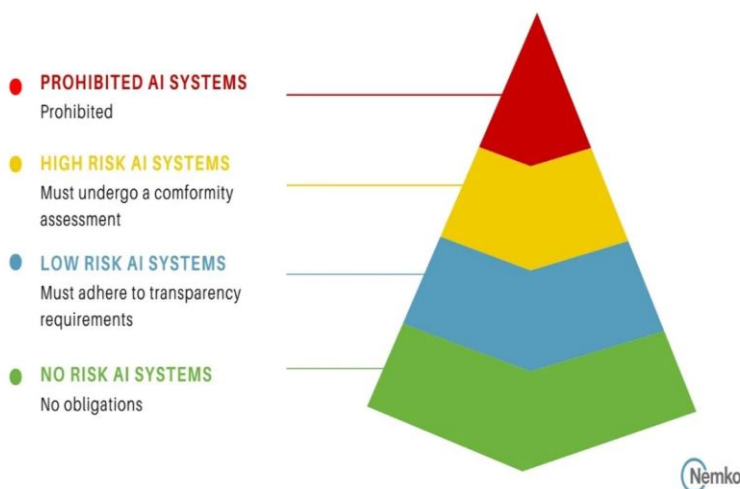 PROHIBITED AI SYSTEMS
Prohibited
HIGH RISK AI SYSTEMS
Must undergo a comformity
assessment
LOW RISK AI SYSTEMS
Must adhere to transparency
requirements
NO RISK AI SYSTEMS
No obligations
Nemko